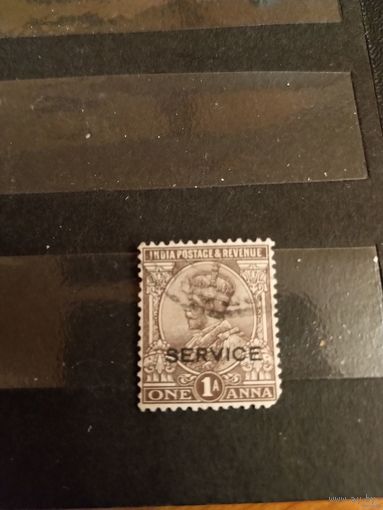 INDIA POSTAGE & REVENUE
SERVICE
ONE 1A ANNA